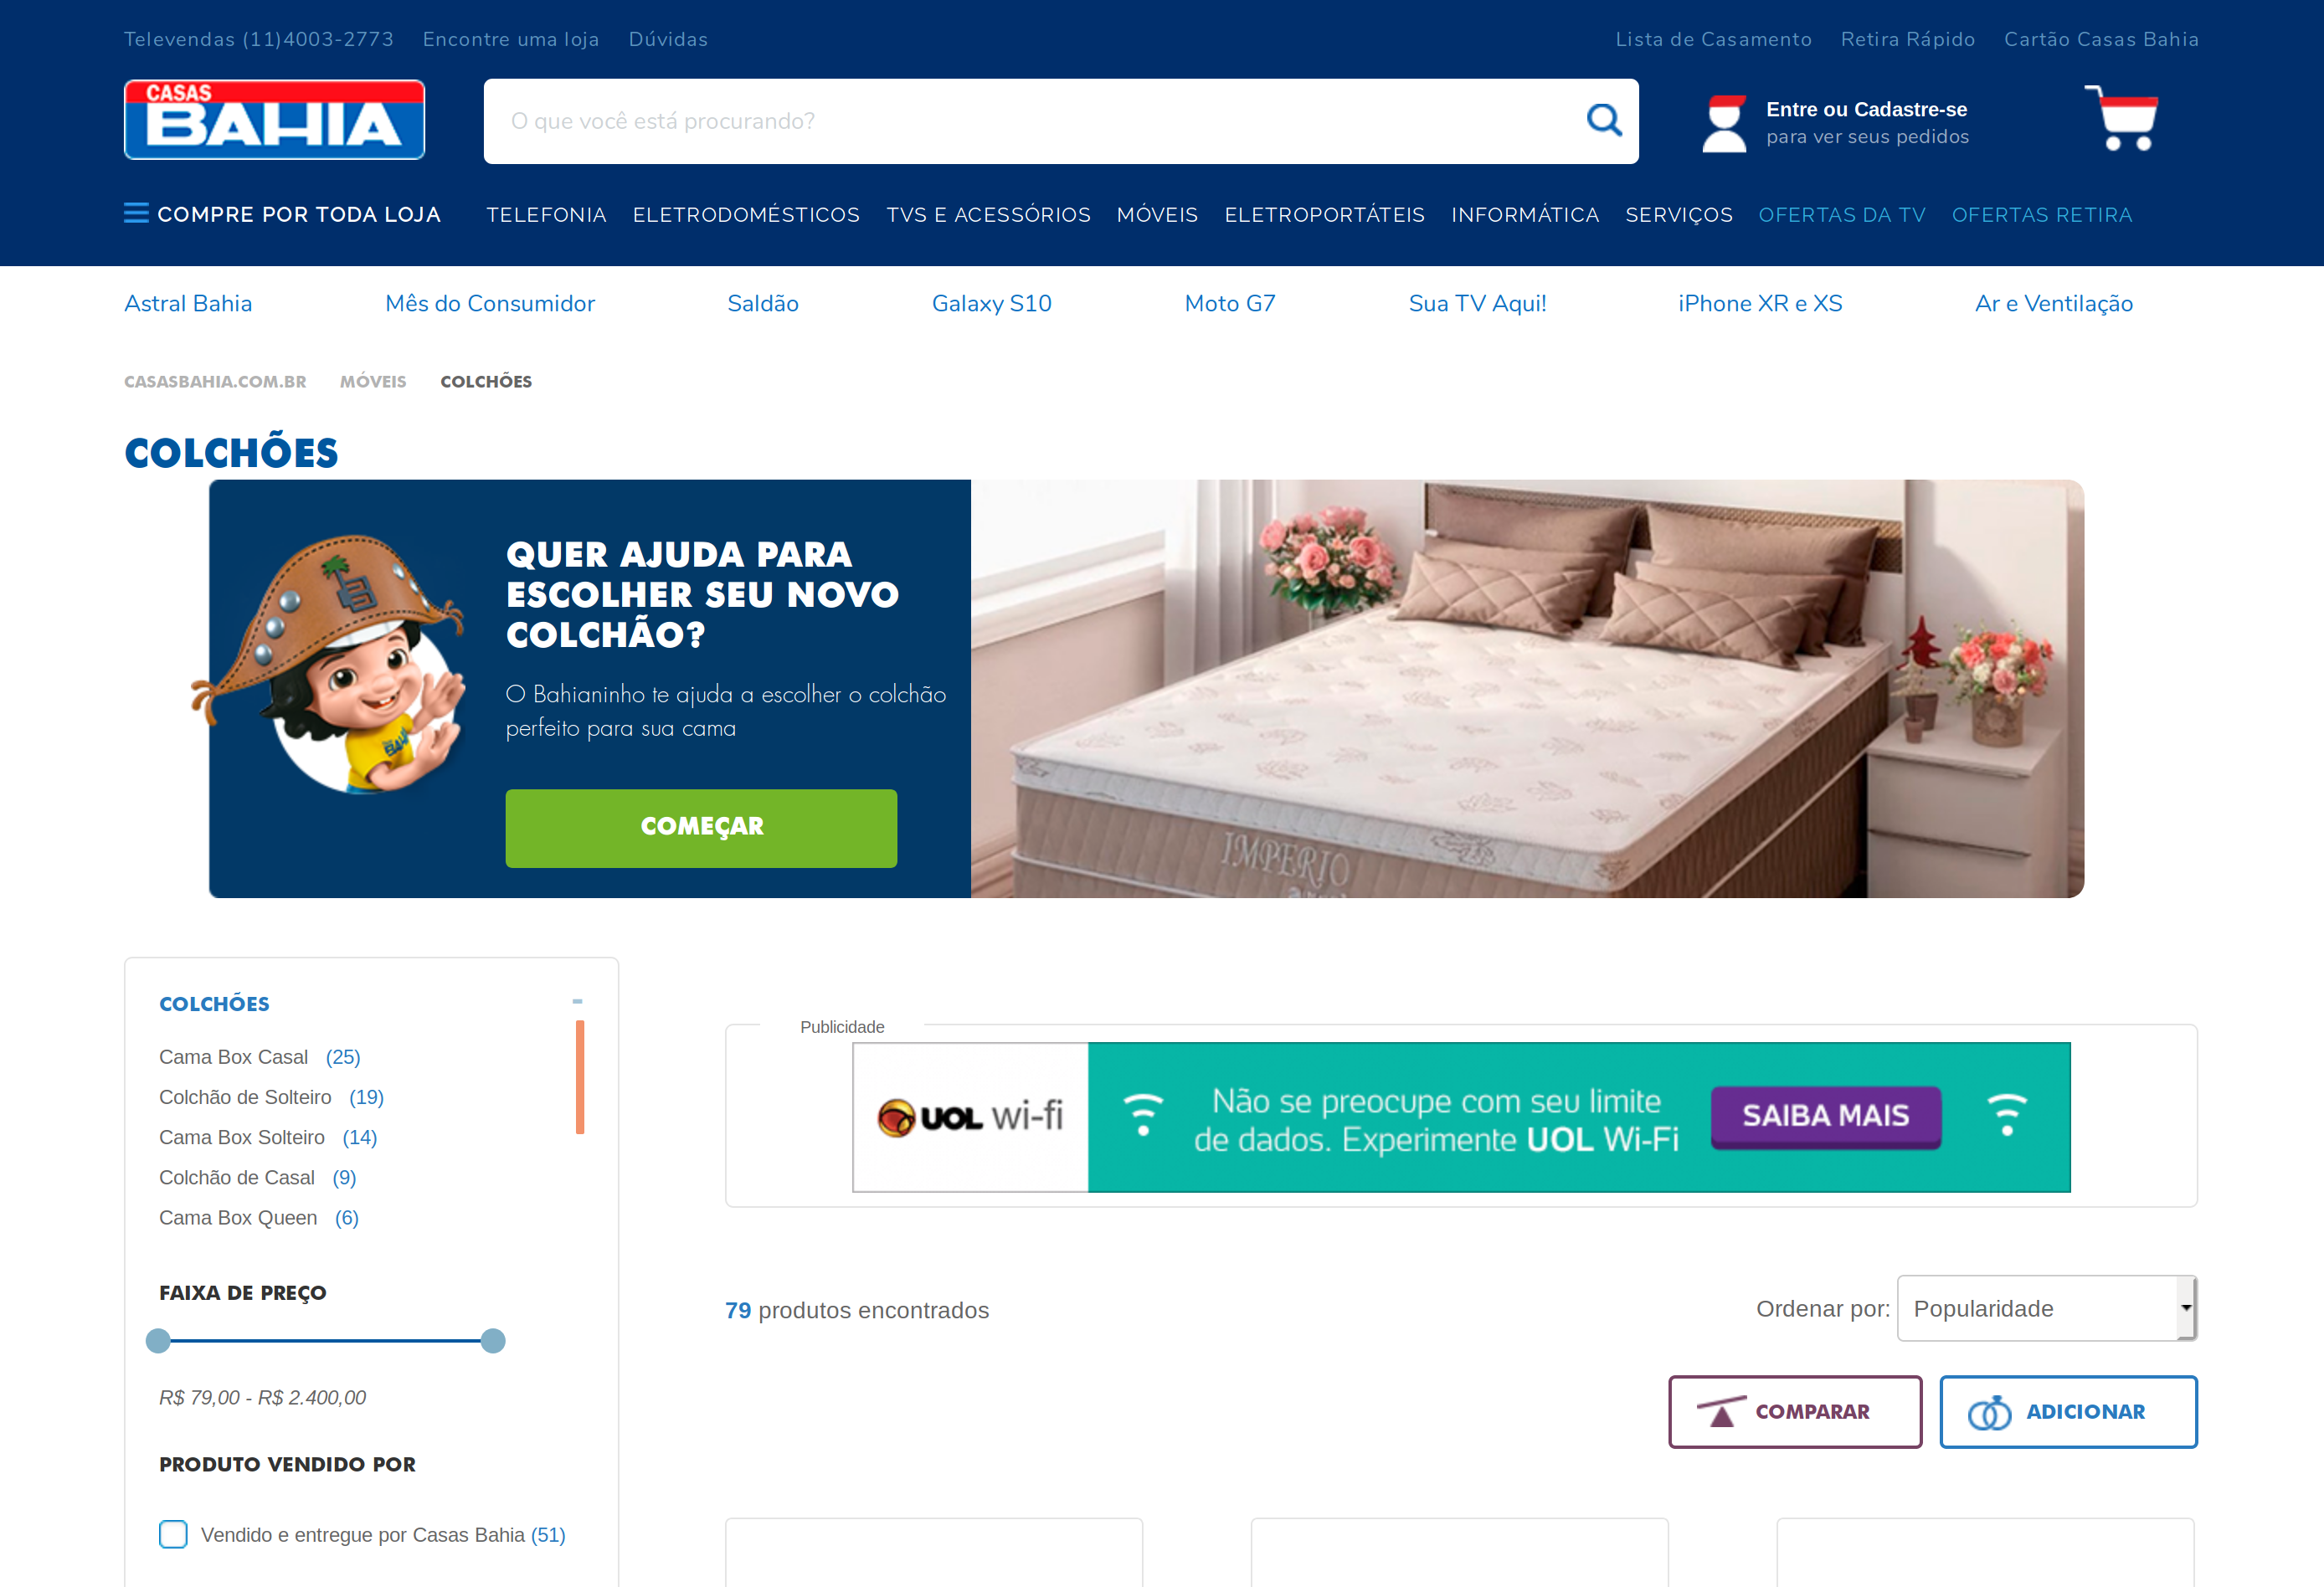 Televendas (11)4003-2773 Encontre uma loja Dúvidas Lista de Casamento Retira Rápido Cartão Casas Bahia
CASAS
BAHIA
O que você está procurando?
Entre ou Cadastre-se
para ver seus pedidos
COMPRE POR TODA LOJA TELEFONIA ELETRODOMÉSTICOS TVS E ACESSÓRIOS MÓVEIS ELETROPORTÁTEIS INFORMÁTICA SERVIÇOS OFERTAS DA TV OFERTAS RETIRA
Astral Bahia Mês do Consumidor Saldão Galaxy S10 Moto G7 Sua TV Aqui! iPhone XR e XS Ar e Ventilação
CASASBAHIA.COM.BR MÓVEIS COLCHÕES
COLCHÕES
QUER AJUDA PARA
ESCOLHER SEU NOVO
COLCHÃO?
O Bahianinho te ajuda a escolher o colchão
perfeito para sua cama
COMEÇAR
IMPERIO
COLCHÕES -
Cama Box Casal (25)
Colchão de Solteiro (19)
Cama Box Solteiro (14)
Colchão de Casal (9)
Cama Box Queen (6)
FAIXA DE PREÇO
R$ 79,00 - R$ 2.400,00
PRODUTO VENDIDO POR
Vendido e entregue por Casas Bahia (51)
Publicidade
UOL wi-fi
Não se preocupe com seu limite
de dados. Experimente UOL Wi-Fi
SAIBA MAIS
79 produtos encontrados
Ordenar por: Popularidade
COMPARAR ADICIONAR